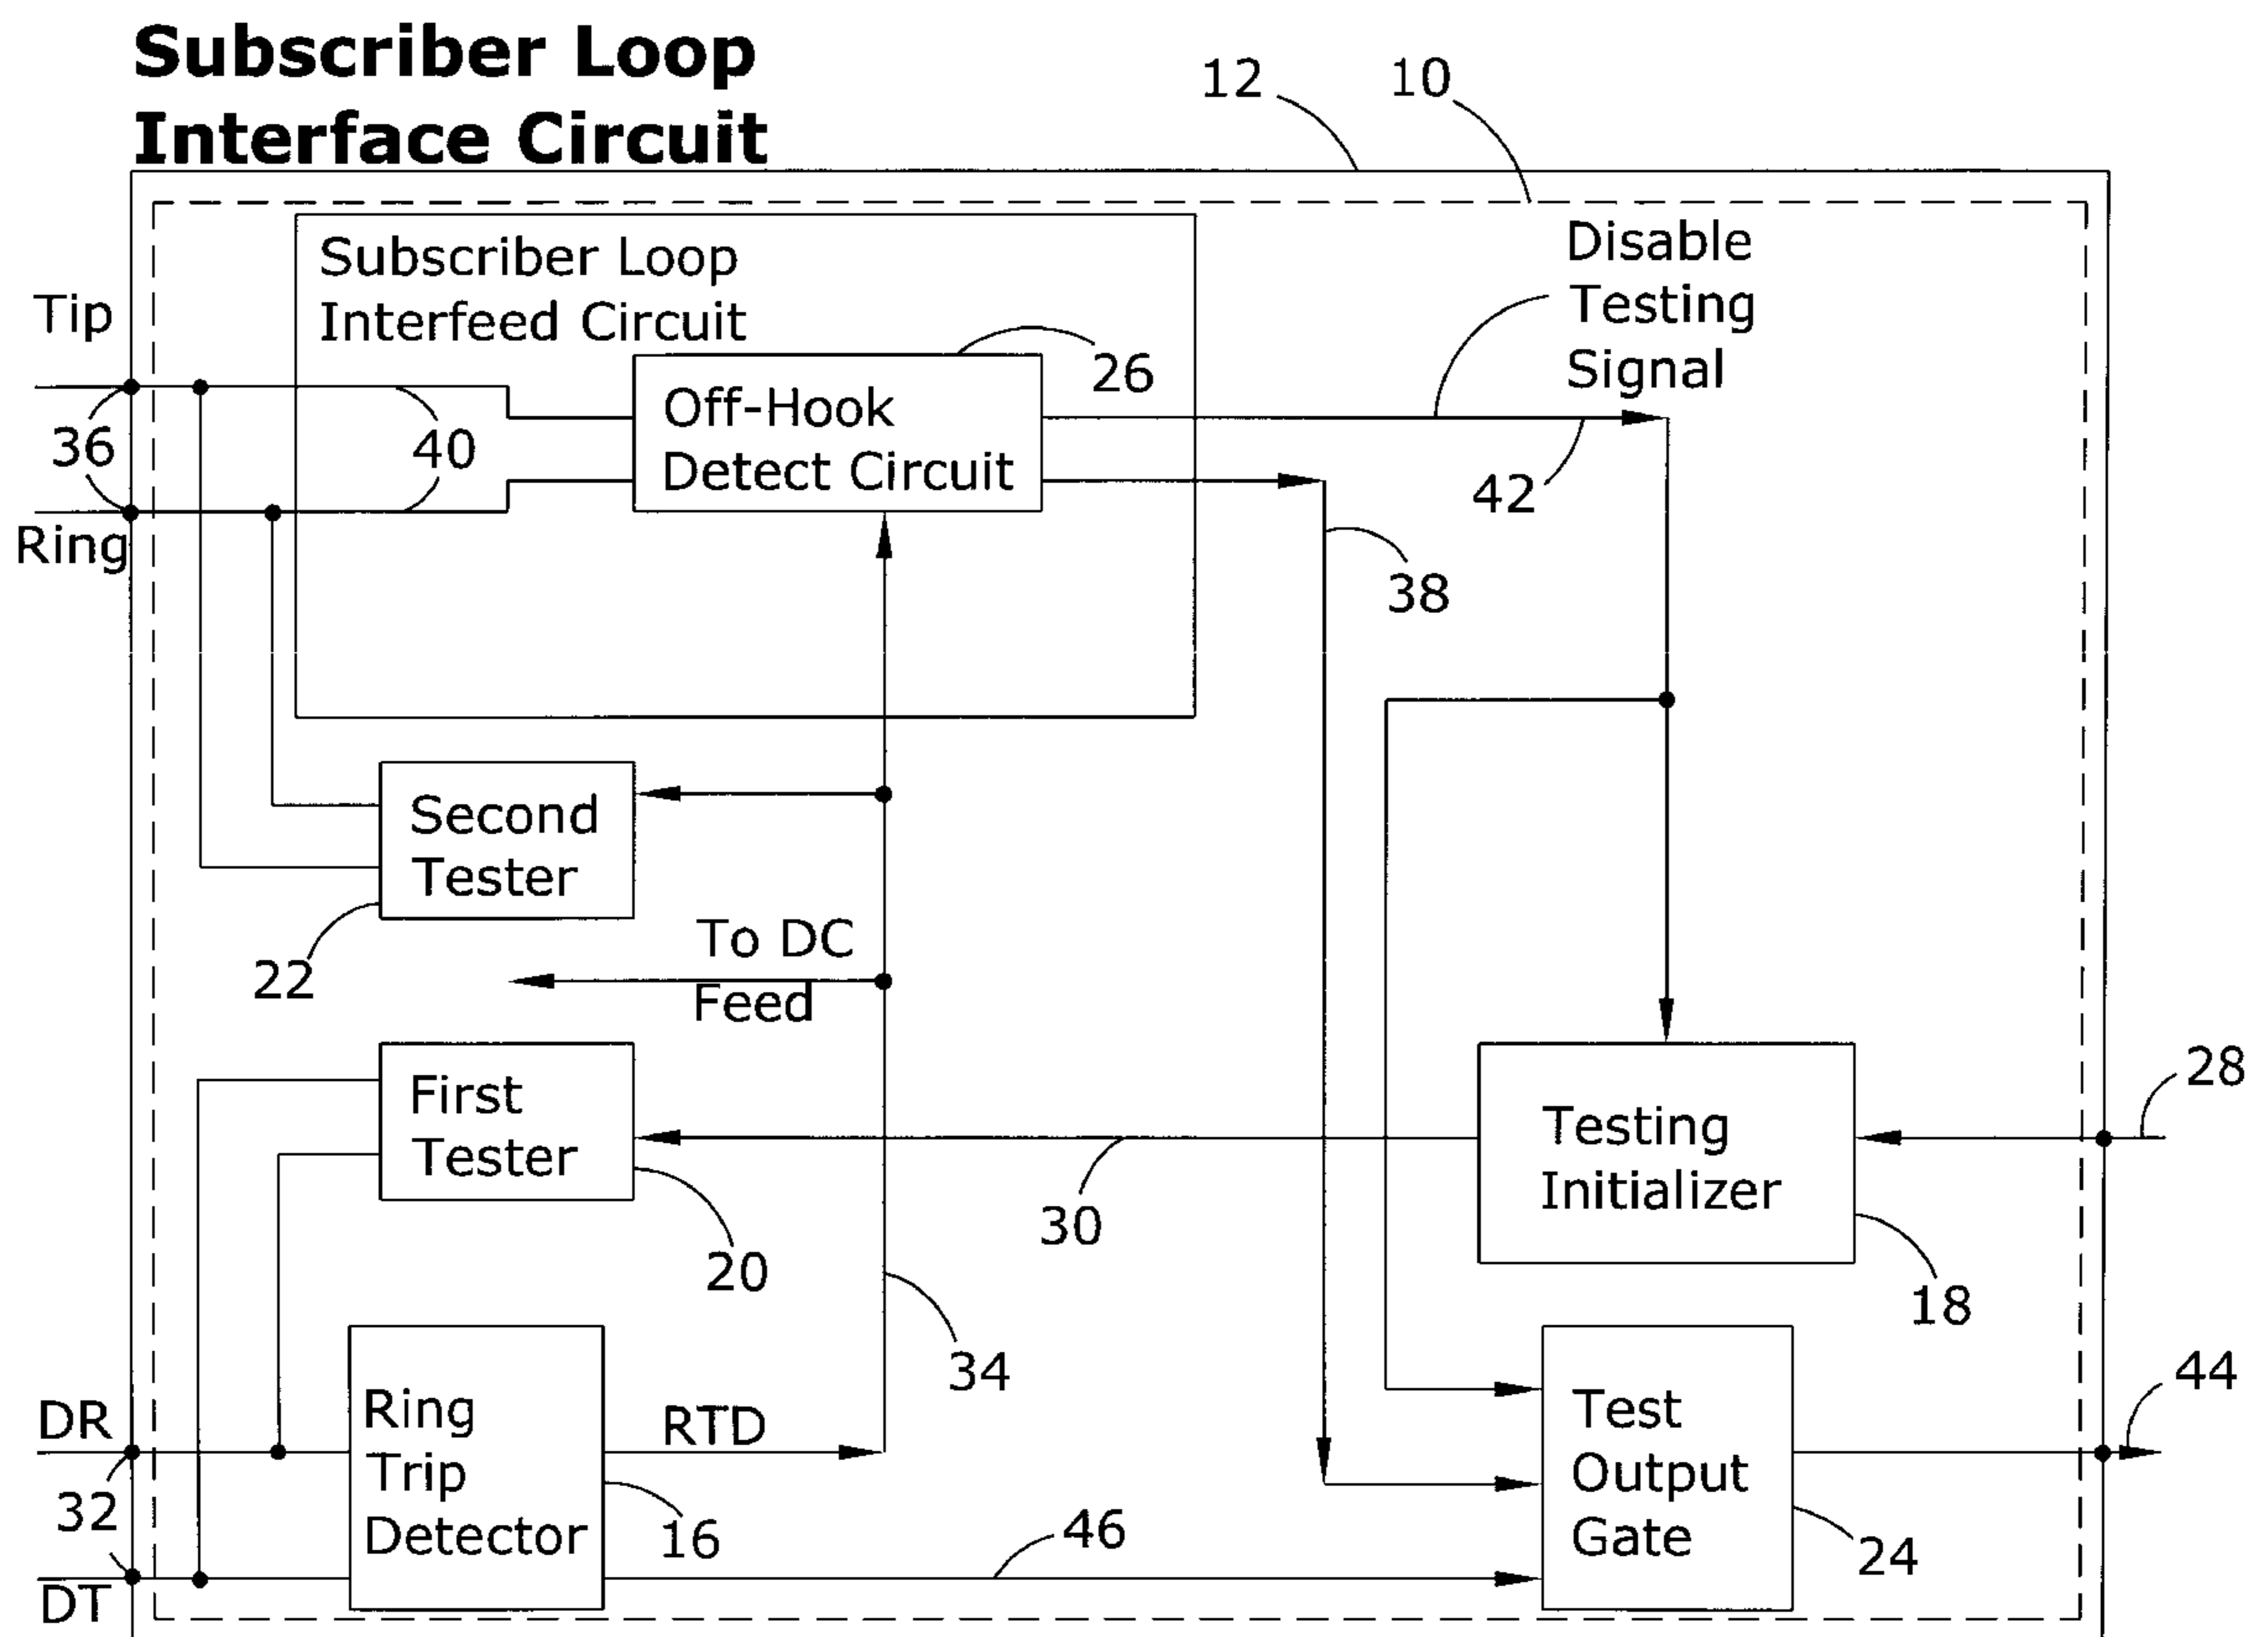 Subscriber Loop
Interface Circuit
12
10
Subscriber Loop
Interfeed Circuit
Disable
Testing
Signal
Tip
26
Off-Hook
Detect Circuit
36
40
42
Ring
38
Second
Tester
22
To DC
Feed
First
Tester
28
Testing
Initializer
30
20
18
34
44
DR
Ring
Trip
Detector
RTD
Test
Output
Gate
32
16
46
24
DT